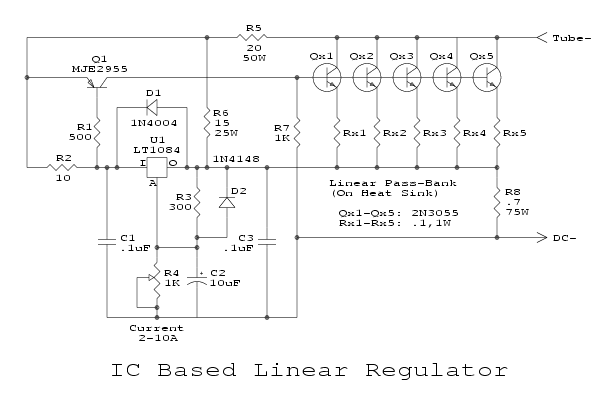 R5
20
50W
Tube-
Q1
MJE2955
Qx1 Qx2 Qx3 Qx4 Qx5
D1
1N4004
R6
15
25W
R1
500
U1
LT1084
R7
1K
Rx1 Rx2 Rx3 Rx4 Rx5
R2
10
I O
A
1N4148
R3
300
D2
Linear Pass-Bank
(On Heat Sink)
Qx1-Qx5: 2N3055
Rx1-Rx5: .1,1W
R8
.7
75W
C1
.1uF
C3
.1uF
DC-
R4
1K
+
C2
10uF
Current
2-10A
IC Based Linear Regulator